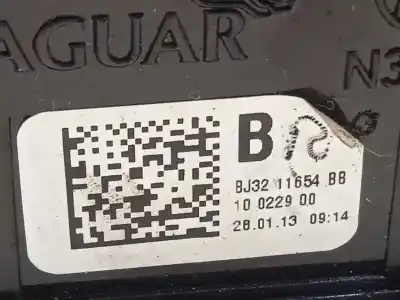 AGUAR
N3
B
BJ32 11654 BB
10 0229 00
28.01.13 09:14